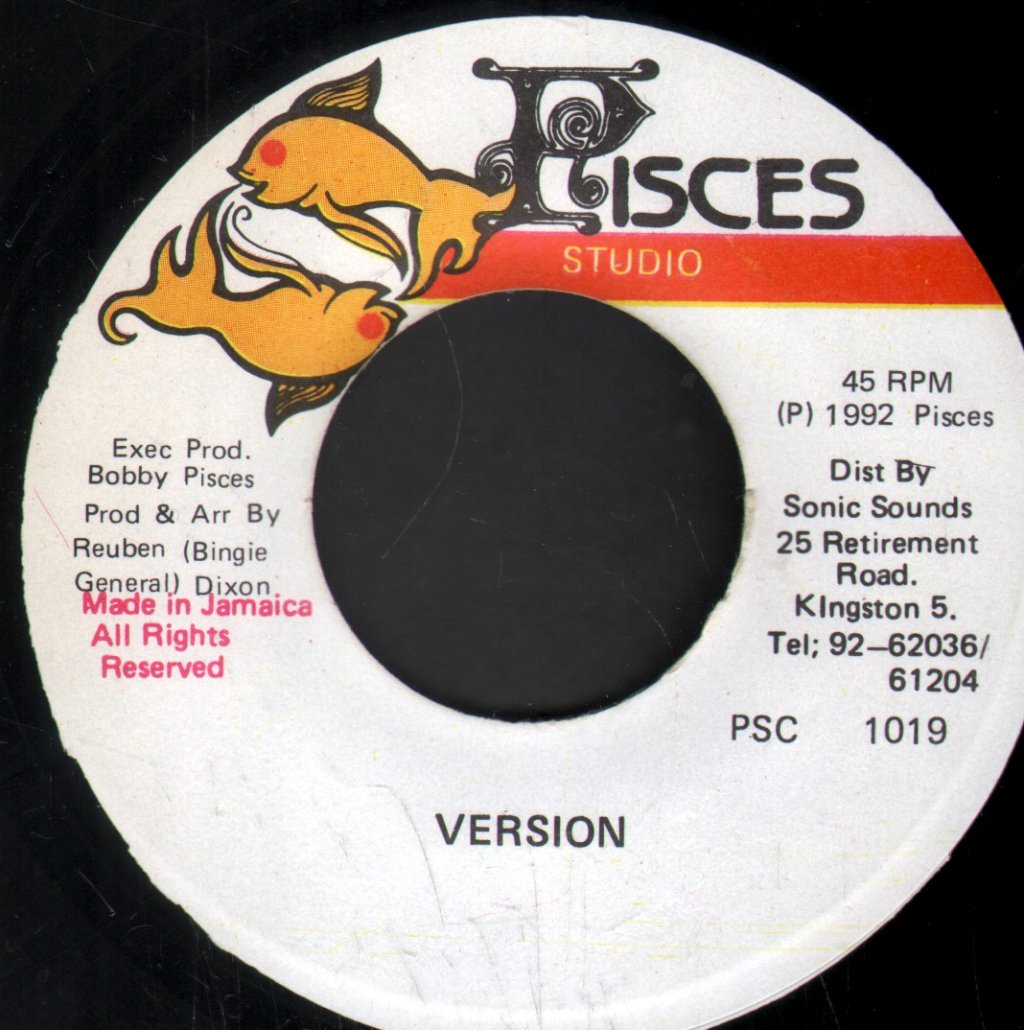 PISCES
STUDIO
45 RPM
(P) 1992 Pisces
Exec Prod.
Bobby Pisces
Prod & Arr By
Reuben (Bingie
General) Dixon
Made in Jamaica
All Rights
Reserved
Dist By
Sonic Sounds
25 Retirement
Road.
KIngston 5.
Tel; 92–62036/
61204
PSC 1019
VERSION